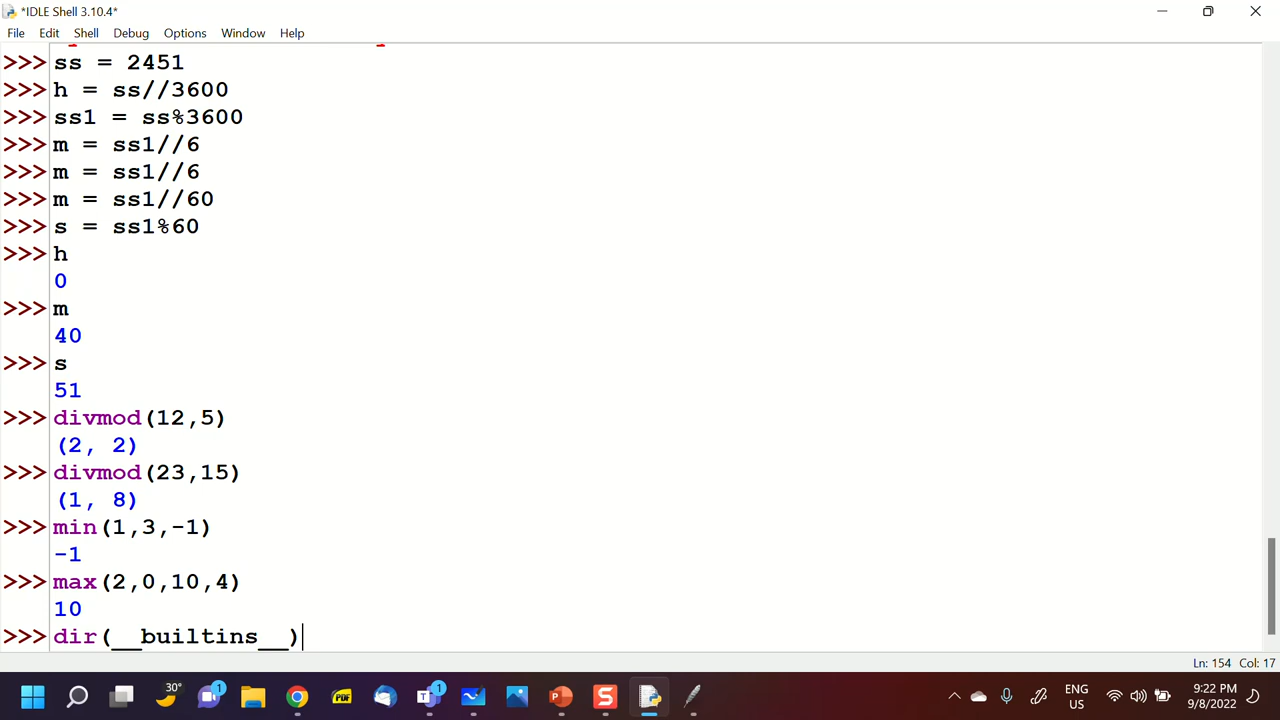 *IDLE Shell 3.10.4*
File Edit Shell Debug Options Window Help
>>> ss = 2451
>>> h = ss//3600
>>> ss1 = ss%3600
>>> m = ss1//6
>>> m = ss1//6
>>> m = ss1//60
>>> s = ss1%60
>>> h
0
>>> m
40
>>> s
51
>>> divmod(12,5)
(2, 2)
>>> divmod(23,15)
(1, 8)
>>> min(1,3,-1)
-1
>>> max(2,0,10,4)
10
>>> dir(__builtins__)
Ln: 154 Col: 17
30°
1
PDF
T
1
P
S
ENG
US
9:22 PM
9/8/2022